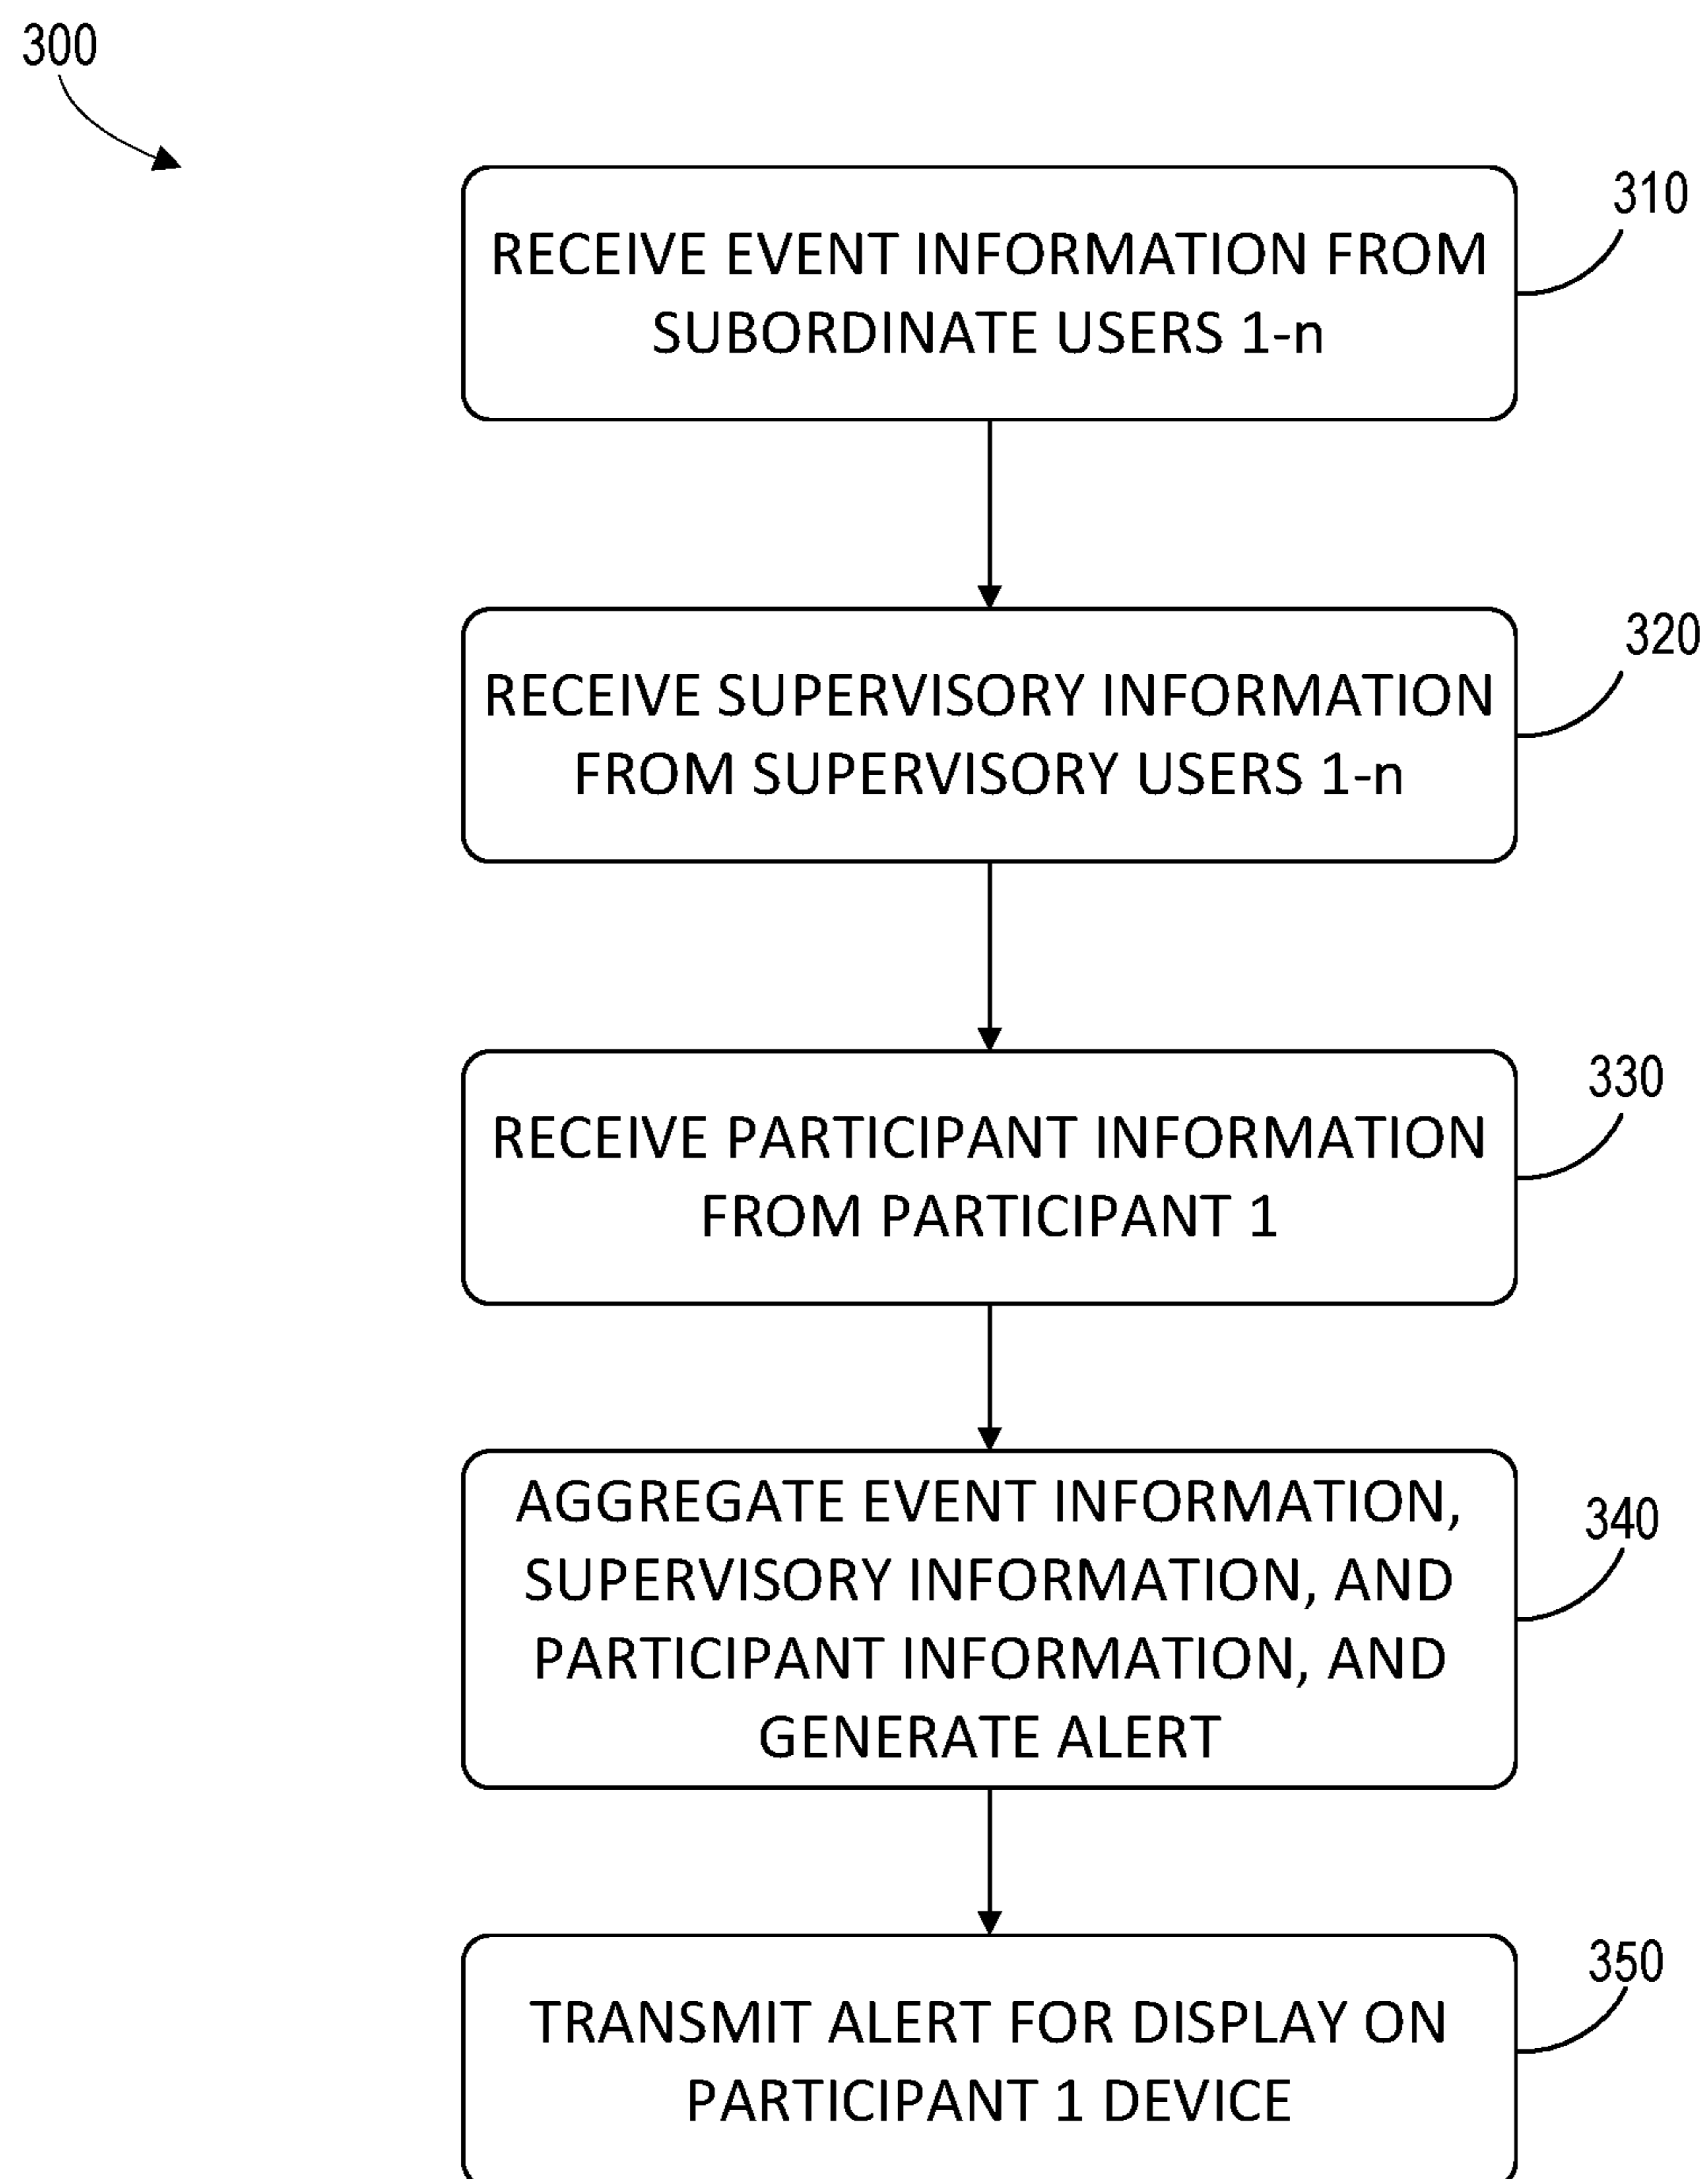 300
310
RECEIVE EVENT INFORMATION FROM
SUBORDINATE USERS 1-n
320
RECEIVE SUPERVISORY INFORMATION
FROM SUPERVISORY USERS 1-n
330
RECEIVE PARTICIPANT INFORMATION
FROM PARTICIPANT 1
340
AGGREGATE EVENT INFORMATION,
SUPERVISORY INFORMATION, AND
PARTICIPANT INFORMATION, AND
GENERATE ALERT
350
TRANSMIT ALERT FOR DISPLAY ON
PARTICIPANT 1 DEVICE